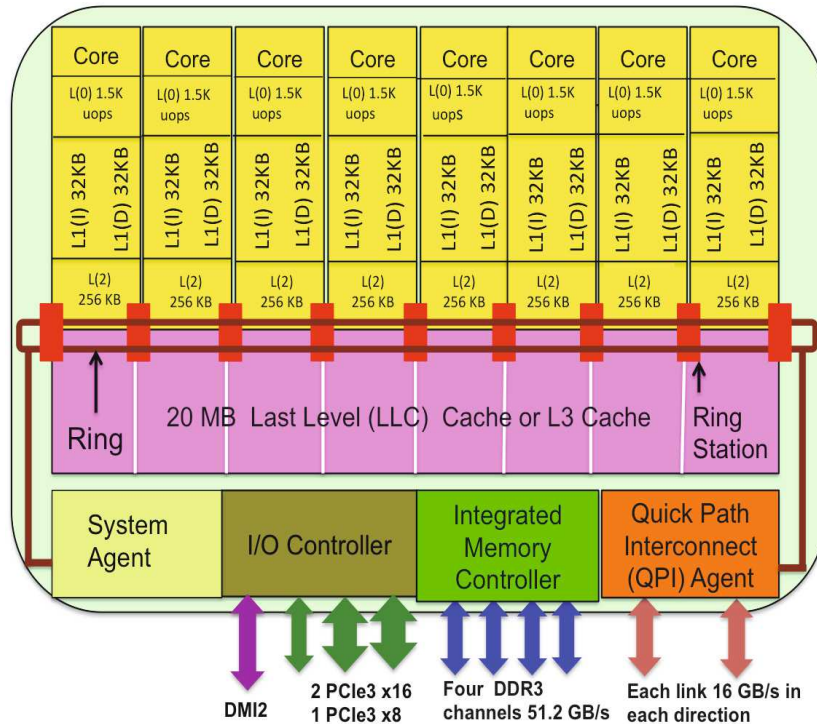 Core Core Core Core Core Core Core Core
L(0) 1.5K L(0) 1.5K L(0) 1.5K L(0) 1.5K L(0) 1.5K L(0) 1.5K L(0) 1.5K L(0) 1.5K
uops uops uops uops uopS uops uops uops
L1(I) 32KB L1(D) 32KB L1(I) 32KB L1(D) 32KB L1(I) 32KB L1(D) 32KB L1(I) 32KB L1(D) 32KB L1(I) 32KB L1(D) 32KB L1(I) 32KB L1(D) 32KB L1(I) 32KB L1(D) 32KB L1(I) 32KB L1(D) 32KB
L(2) L(2) L(2) L(2) L(2) L(2) L(2) L(2)
256 KB 256 KB 256 KB 256 KB 256 KB 256 KB 256 KB 256 KB
Ring
20 MB Last Level (LLC) Cache or L3 Cache
Ring
Station
System
Agent
I/O Controller
Integrated
Memory
Controller
Quick Path
Interconnect
(QPI) Agent
DMI2
2 PCIe3 x16
1 PCIe3 x8
Four DDR3
channels 51.2 GB/s
Each link 16 GB/s in
each direction